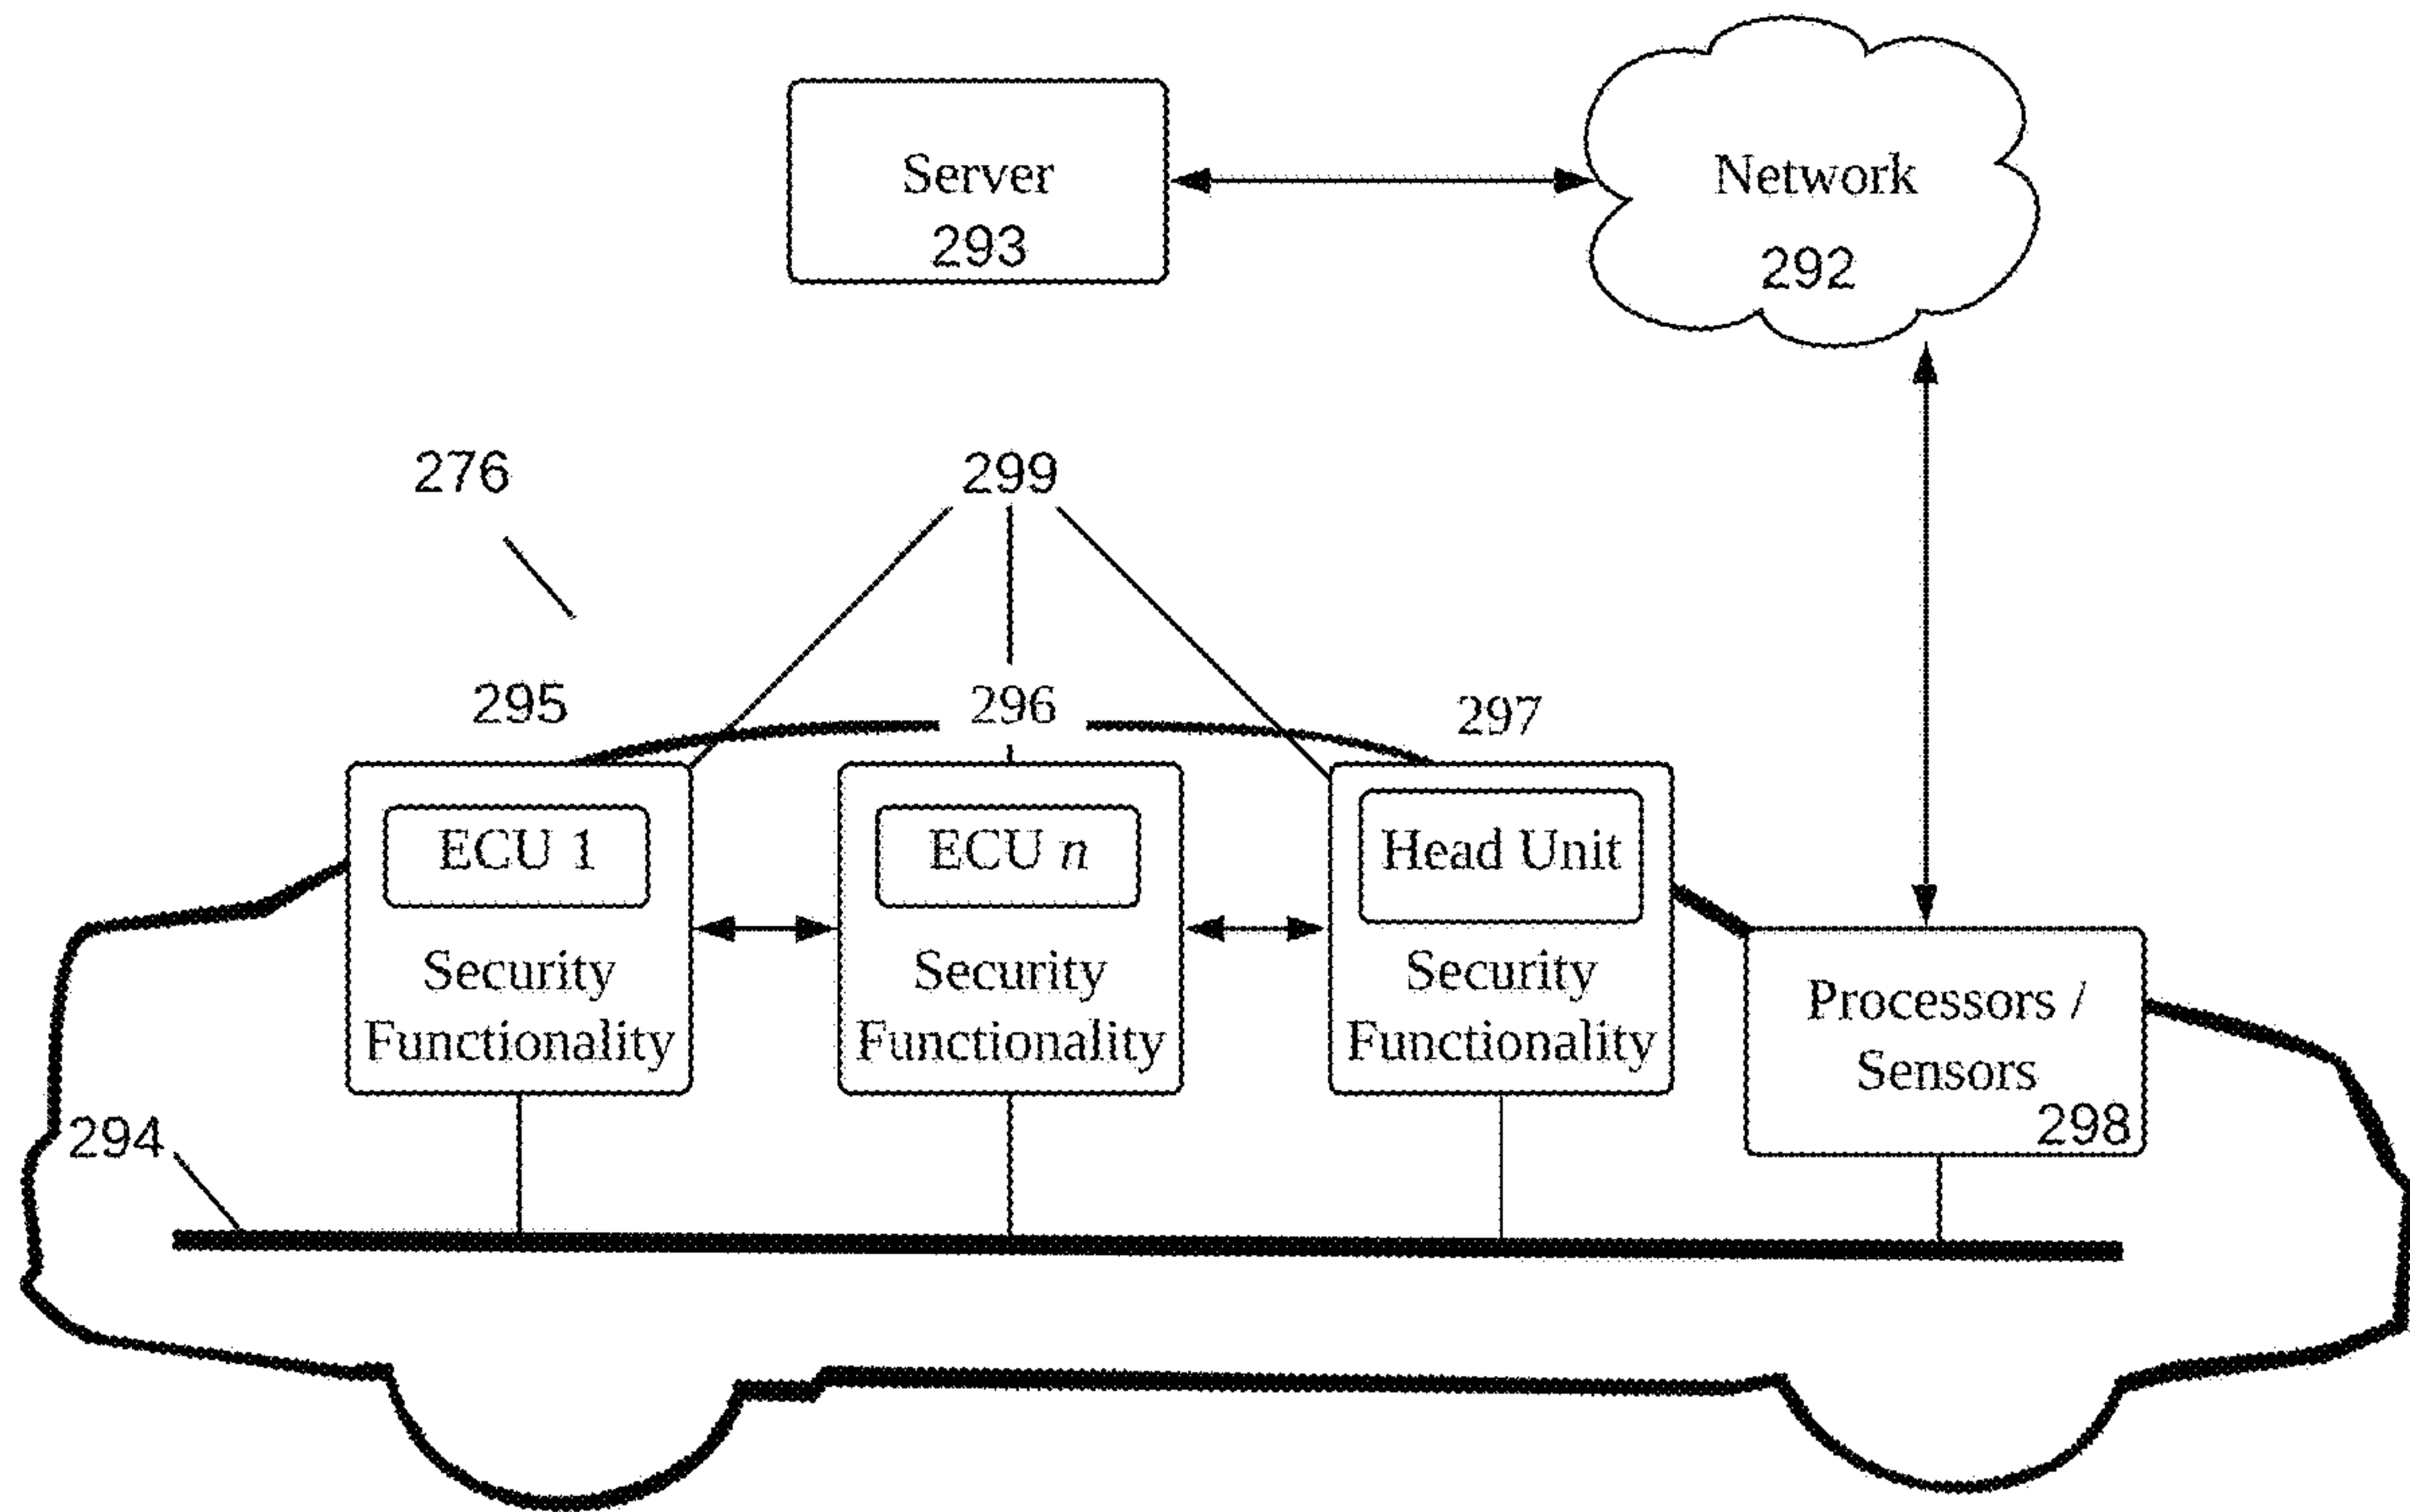 Server
293
Network
292
276
299
295
296
297
ECU 1
Security
Functionality
ECU n
Security
Functionality
Head Unit
Security
Functionality
Processors /
Sensors
298
294